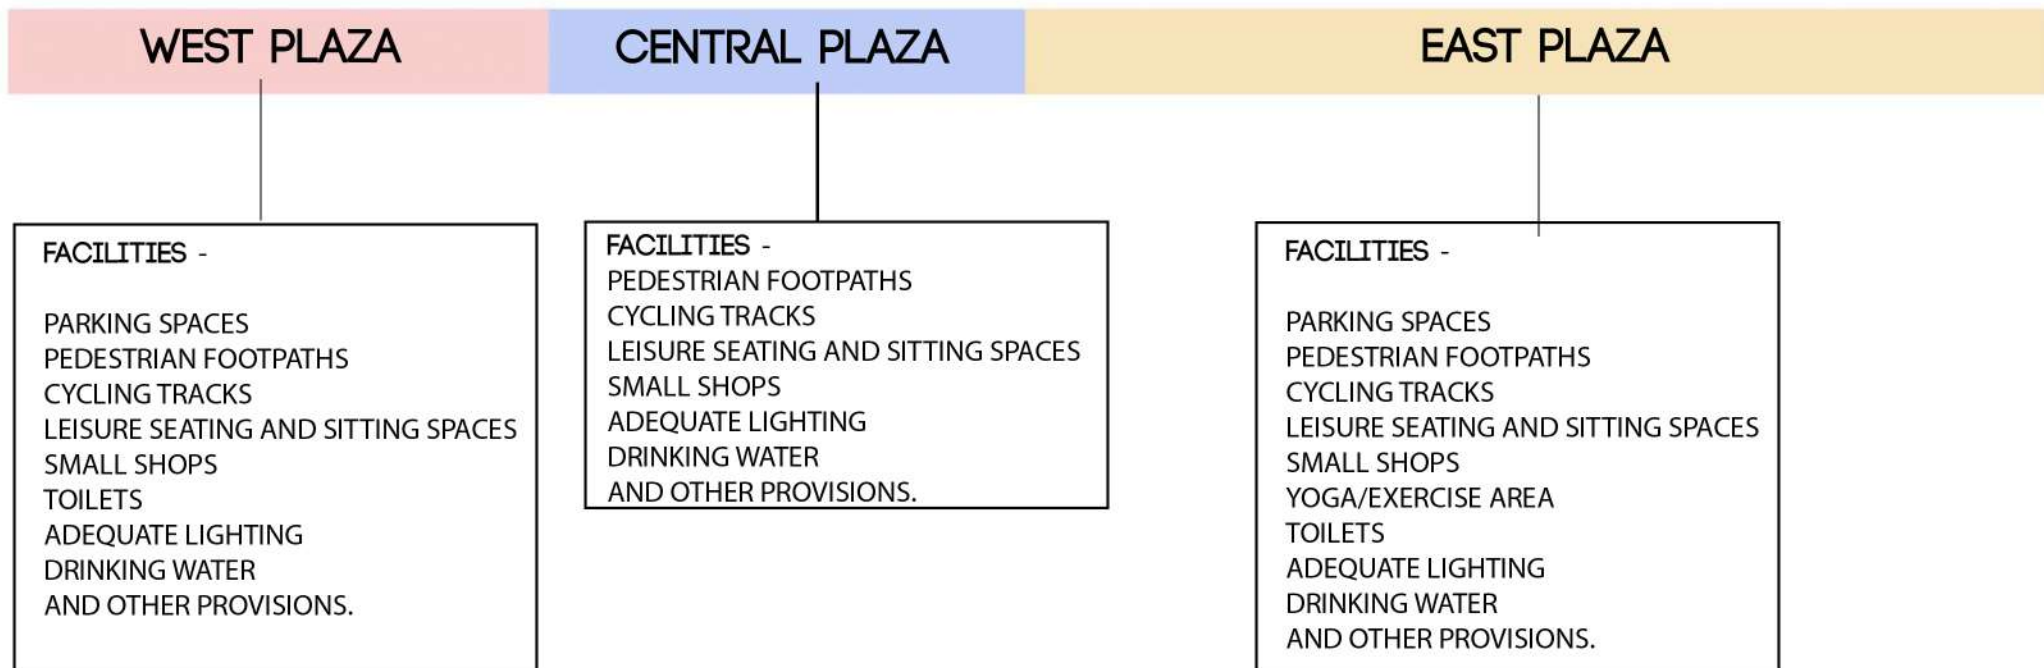 WEST PLAZA
CENTRAL PLAZA
EAST PLAZA
FACILITIES -
PARKING SPACES
PEDESTRIAN FOOTPATHS
CYCLING TRACKS
LEISURE SEATING AND SITTING SPACES
SMALL SHOPS
TOILETS
ADEQUATE LIGHTING
DRINKING WATER
AND OTHER PROVISIONS.
FACILITIES -
PEDESTRIAN FOOTPATHS
CYCLING TRACKS
LEISURE SEATING AND SITTING SPACES
SMALL SHOPS
ADEQUATE LIGHTING
DRINKING WATER
AND OTHER PROVISIONS.
FACILITIES -
PARKING SPACES
PEDESTRIAN FOOTPATHS
CYCLING TRACKS
LEISURE SEATING AND SITTING SPACES
SMALL SHOPS
YOGA/EXERCISE AREA
TOILETS
ADEQUATE LIGHTING
DRINKING WATER
AND OTHER PROVISIONS.